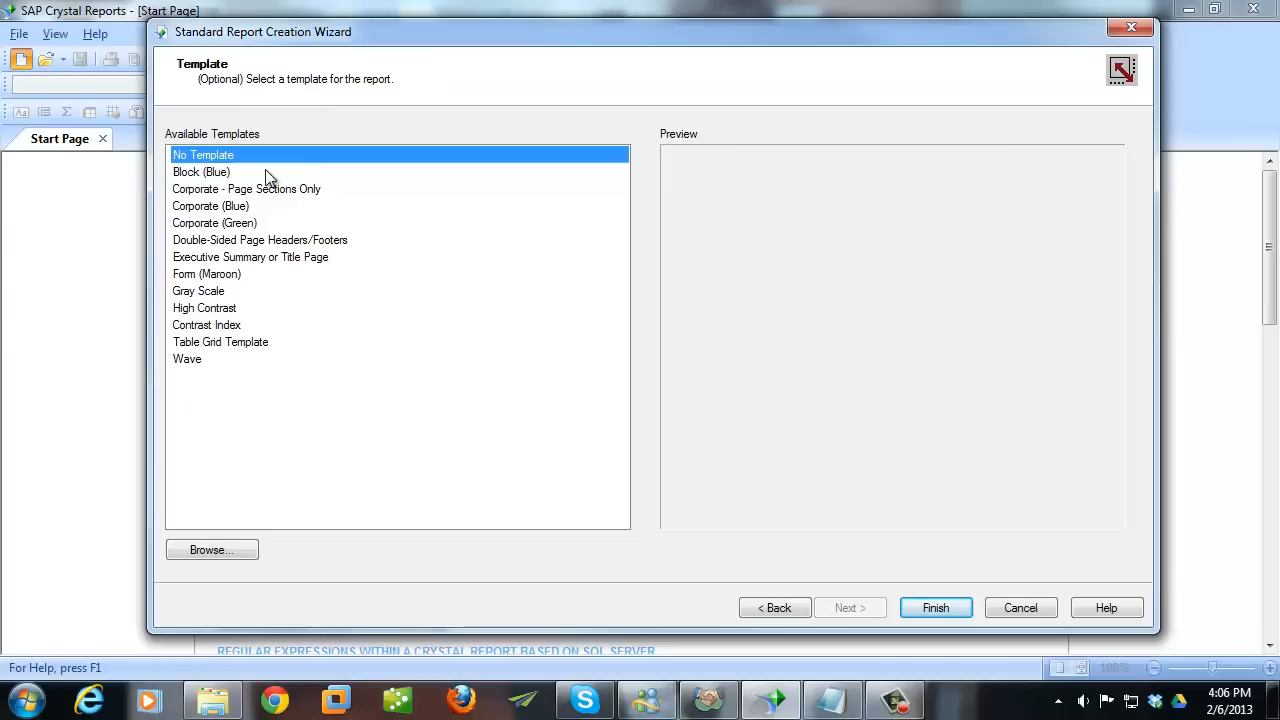 SAP Crystal Reports - [Start Page]
File View Help
Start Page
Standard Report Creation Wizard
Template
(Optional) Select a template for the report.
Available Templates
Preview
No Template
Block (Blue)
Corporate - Page Sections Only
Corporate (Blue)
Corporate (Green)
Double-Sided Page Headers/Footers
Executive Summary or Title Page
Form (Maroon)
Gray Scale
High Contrast
Contrast Index
Table Grid Template
Wave
Browse...
< Back
Next >
Finish
Cancel
Help
REGULAR EXPRESSIONS WITHIN A CRYSTAL REPORT BASED ON SQL SERVER
For Help, press F1
100%
4:06 PM
2/6/2013